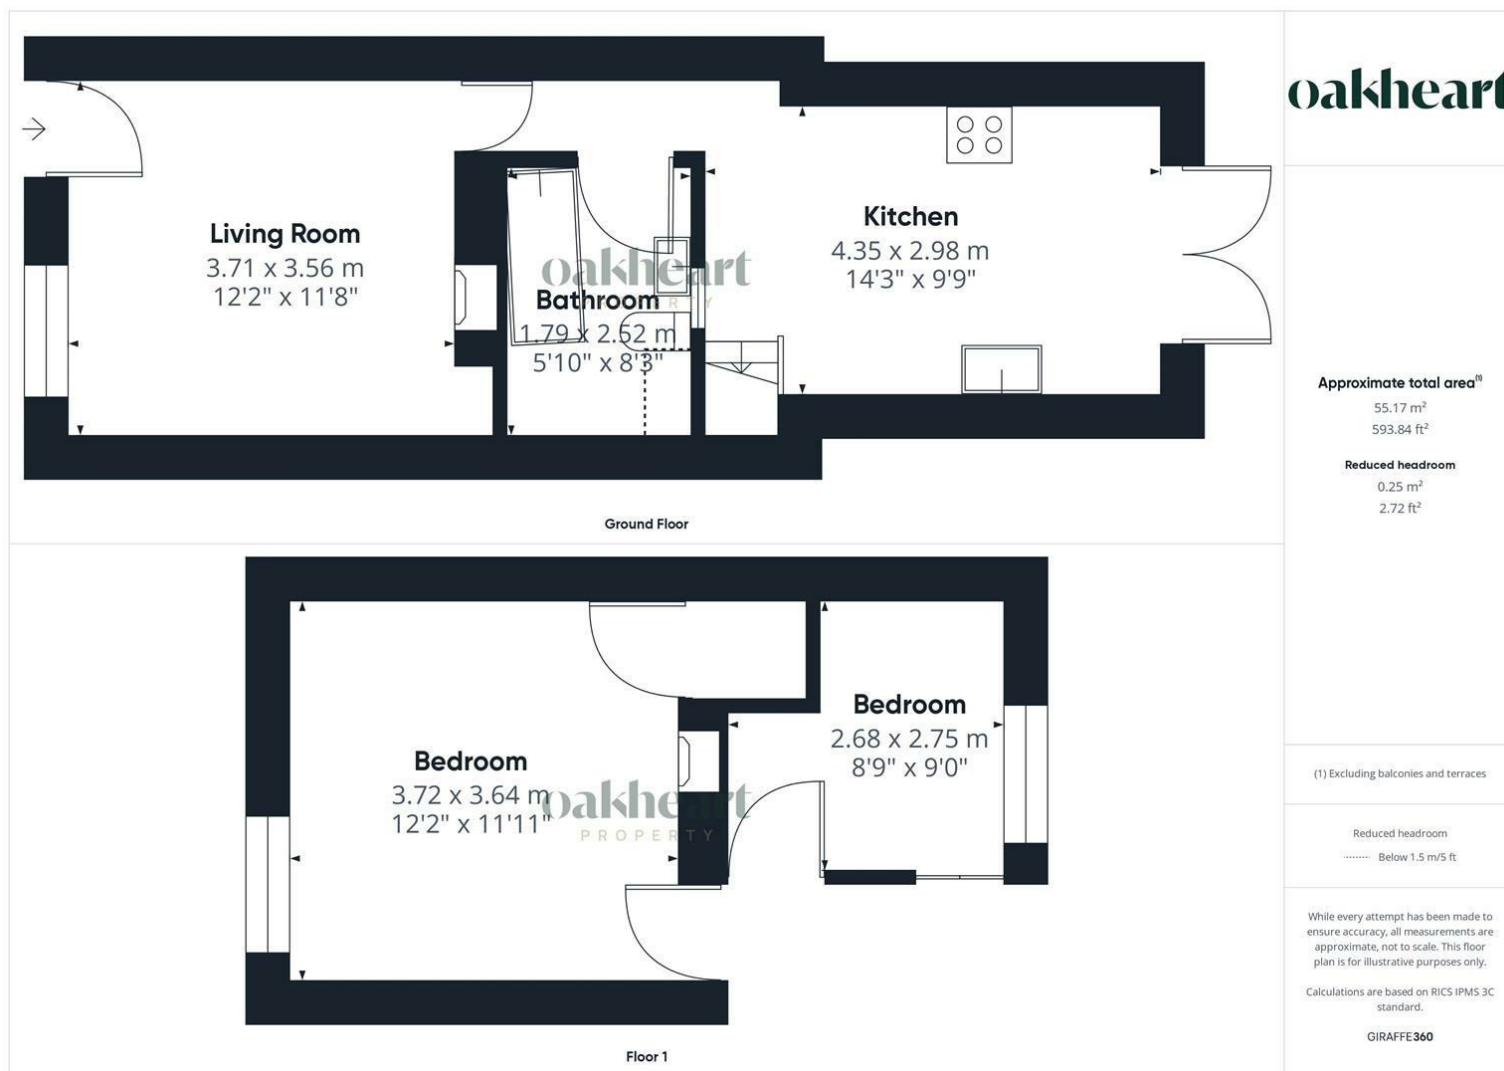 Living Room
3.71 x 3.56 m
12'2" x 11'8"
oakheart
PROPERTY
Bathroom
1.79 x 2.52 m
5'10" x 8'3"
Kitchen
4.35 x 2.98 m
14'3" x 9'9"
Ground Floor
Bedroom
3.72 x 3.64 m
12'2" x 11'11"
oakheart
PROPERTY
Bedroom
2.68 x 2.75 m
8'9" x 9'0"
Floor 1
oakheart
Approximate total area(1)
55.17 m²
593.84 ft²
Reduced headroom
0.25 m²
2.72 ft²
(1) Excluding balconies and terraces
Reduced headroom
Below 1.5 m/5 ft
While every attempt has been made to
ensure accuracy, all measurements are
approximate, not to scale. This floor
plan is for illustrative purposes only.
Calculations are based on RICS IPMS 3C
standard.
GIRAFFE360